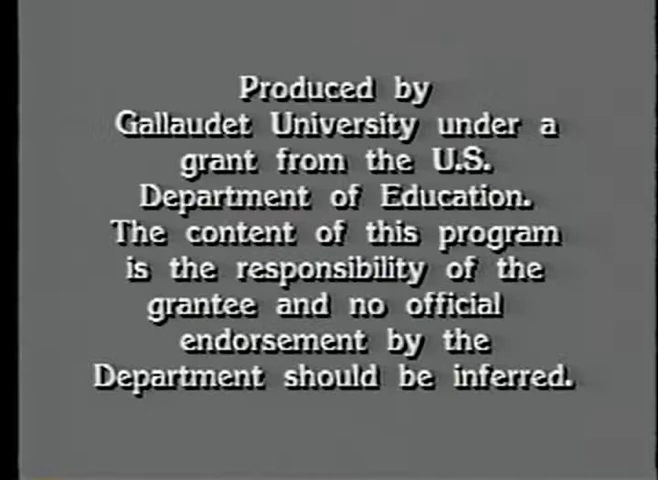 Produced by
Gallaudet University under a
grant from the U.S.
Department of Education.
The content of this program
is the responsibility of the
grantee and no official
endorsement by the
Department should be inferred.